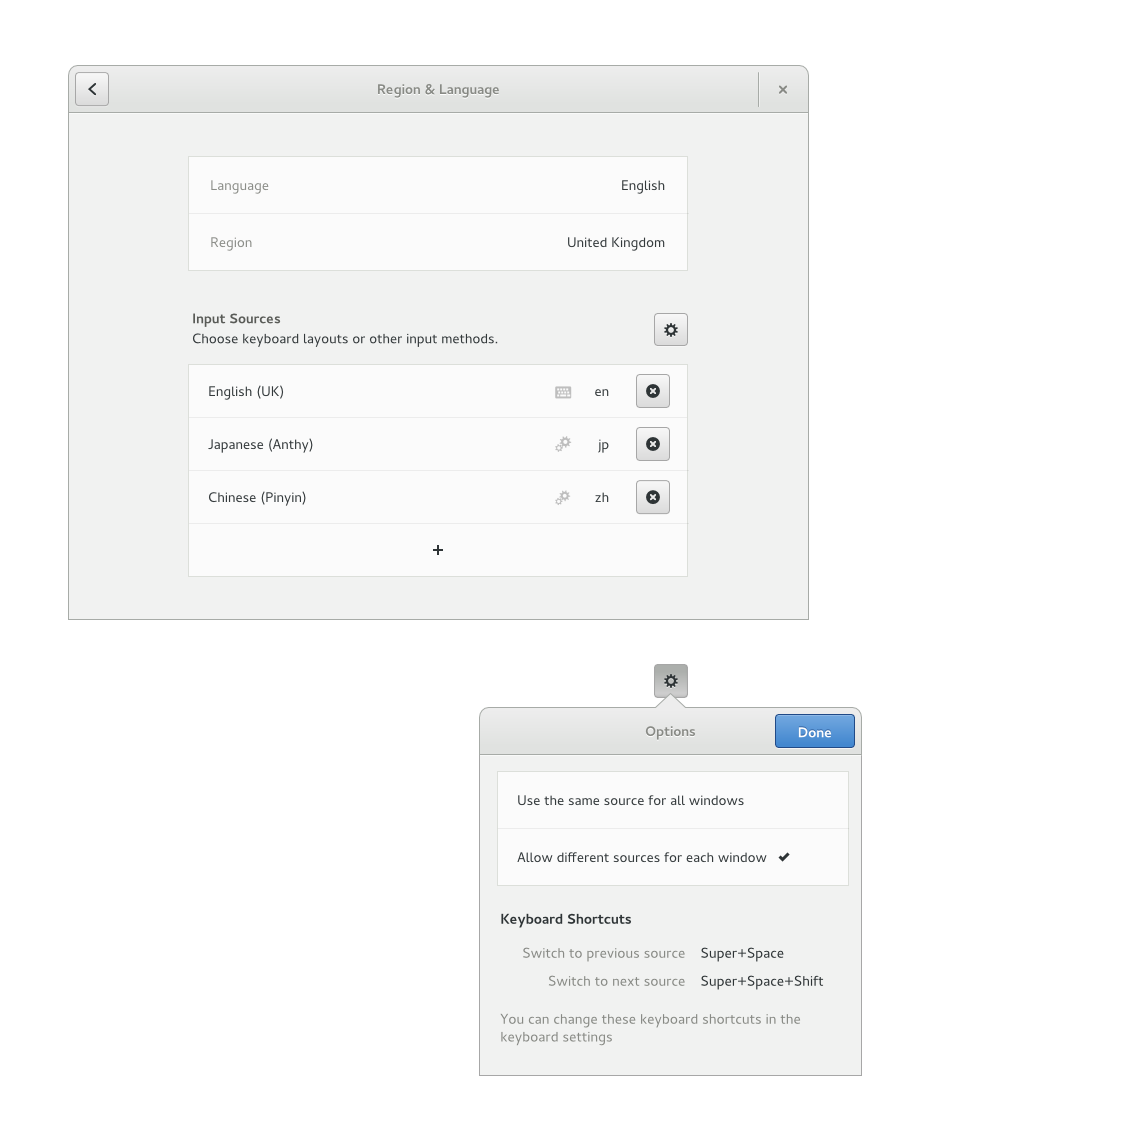 Region & Language
Language English
Region United Kingdom
Input Sources
Choose keyboard layouts or other input methods.
English (UK) en
Japanese (Anthy) jp
Chinese (Pinyin) zh
Options Done
Use the same source for all windows
Allow different sources for each window
Keyboard Shortcuts
Switch to previous source Super+Space
Switch to next source Super+Space+Shift
You can change these keyboard shortcuts in the
keyboard settings